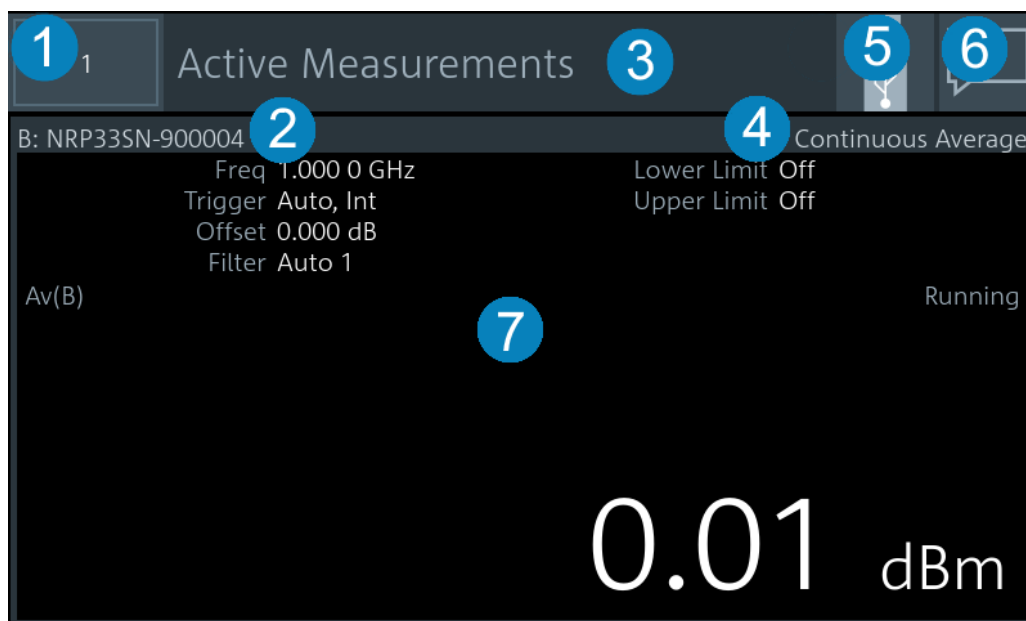 1 1 Active Measurements 3 5 6
B: NRP33SN-900004 2 4 Continuous Average
Freq 1.000 0 GHz Lower Limit Off
Trigger Auto, Int Upper Limit Off
Offset 0.000 dB
Filter Auto 1
Av(B) Running
7
0.01 dBm